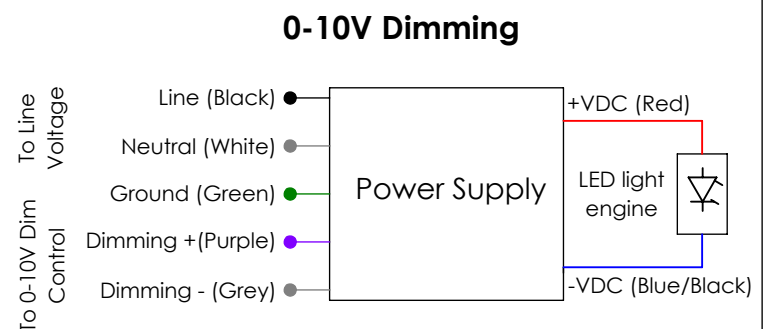 0-10V Dimming
To Line
Voltage
To 0-10V Dim
Control
Line (Black)
Neutral (White)
Ground (Green)
Dimming +(Purple)
Dimming - (Grey)
Power Supply
+VDC (Red)
LED light
engine
-VDC (Blue/Black)